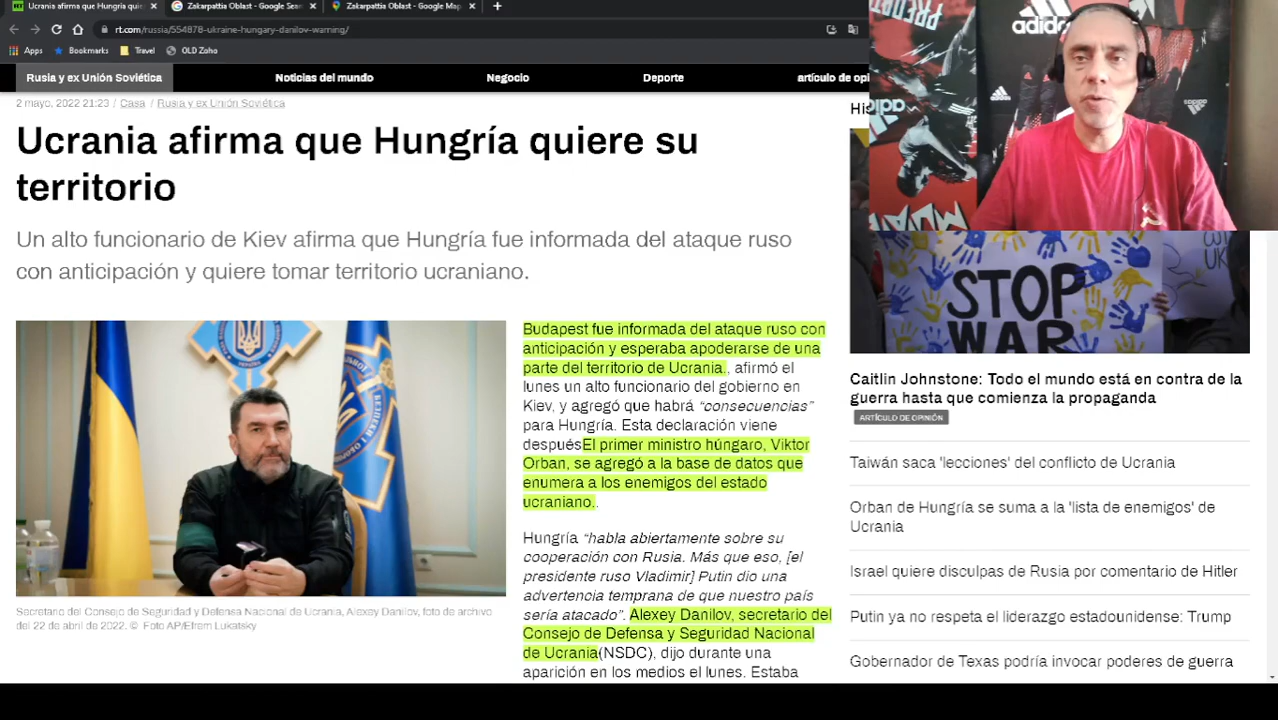 Ucrania afirma que Hungría quie
Zakarpattia Oblast - Google Sear
Zakarpattia Oblast - Google Map
rt.com/russia/554878-ukraine-hungary-danilov-warning/
Apps
Bookmarks
Travel
OLD Zoho
Rusia y ex Unión Soviética
Noticias del mundo
Negocio
Deporte
artículo de opi
2 mayo, 2022 21:23 / Casa / Rusia y ex Unión Soviética
Ucrania afirma que Hungría quiere su
territorio
Un alto funcionario de Kiev afirma que Hungría fue informada del ataque ruso
con anticipación y quiere tomar territorio ucraniano.
Secretario del Consejo de Seguridad y Defensa Nacional de Ucrania, Alexey Danilov, foto de archivo
del 22 de abril de 2022. © Foto AP/Efrem Lukatsky
Budapest fue informada del ataque ruso con
anticipación y esperaba apoderarse de una
parte del territorio de Ucrania., afirmó el
lunes un alto funcionario del gobierno en
Kiev, y agregó que habrá “consecuencias”
para Hungría. Esta declaración viene
despuésEl primer ministro húngaro, Viktor
Orban, se agregó a la base de datos que
enumera a los enemigos del estado
ucraniano..
Hungría “habla abiertamente sobre su
cooperación con Rusia. Más que eso, [el
presidente ruso Vladimir] Putin dio una
advertencia temprana de que nuestro país
sería atacado”. Alexey Danilov, secretario del
Consejo de Defensa y Seguridad Nacional
de Ucrania(NSDC), dijo durante una
aparición en los medios el lunes. Estaba
His
adidas
adidas
PREDAT
STOP
WAR
Caitlin Johnstone: Todo el mundo está en contra de la
guerra hasta que comienza la propaganda
ARTÍCULO DE OPINIÓN
Taiwán saca 'lecciones' del conflicto de Ucrania
Orban de Hungría se suma a la 'lista de enemigos' de
Ucrania
Israel quiere disculpas de Rusia por comentario de Hitler
Putin ya no respeta el liderazgo estadounidense: Trump
Gobernador de Texas podría invocar poderes de guerra